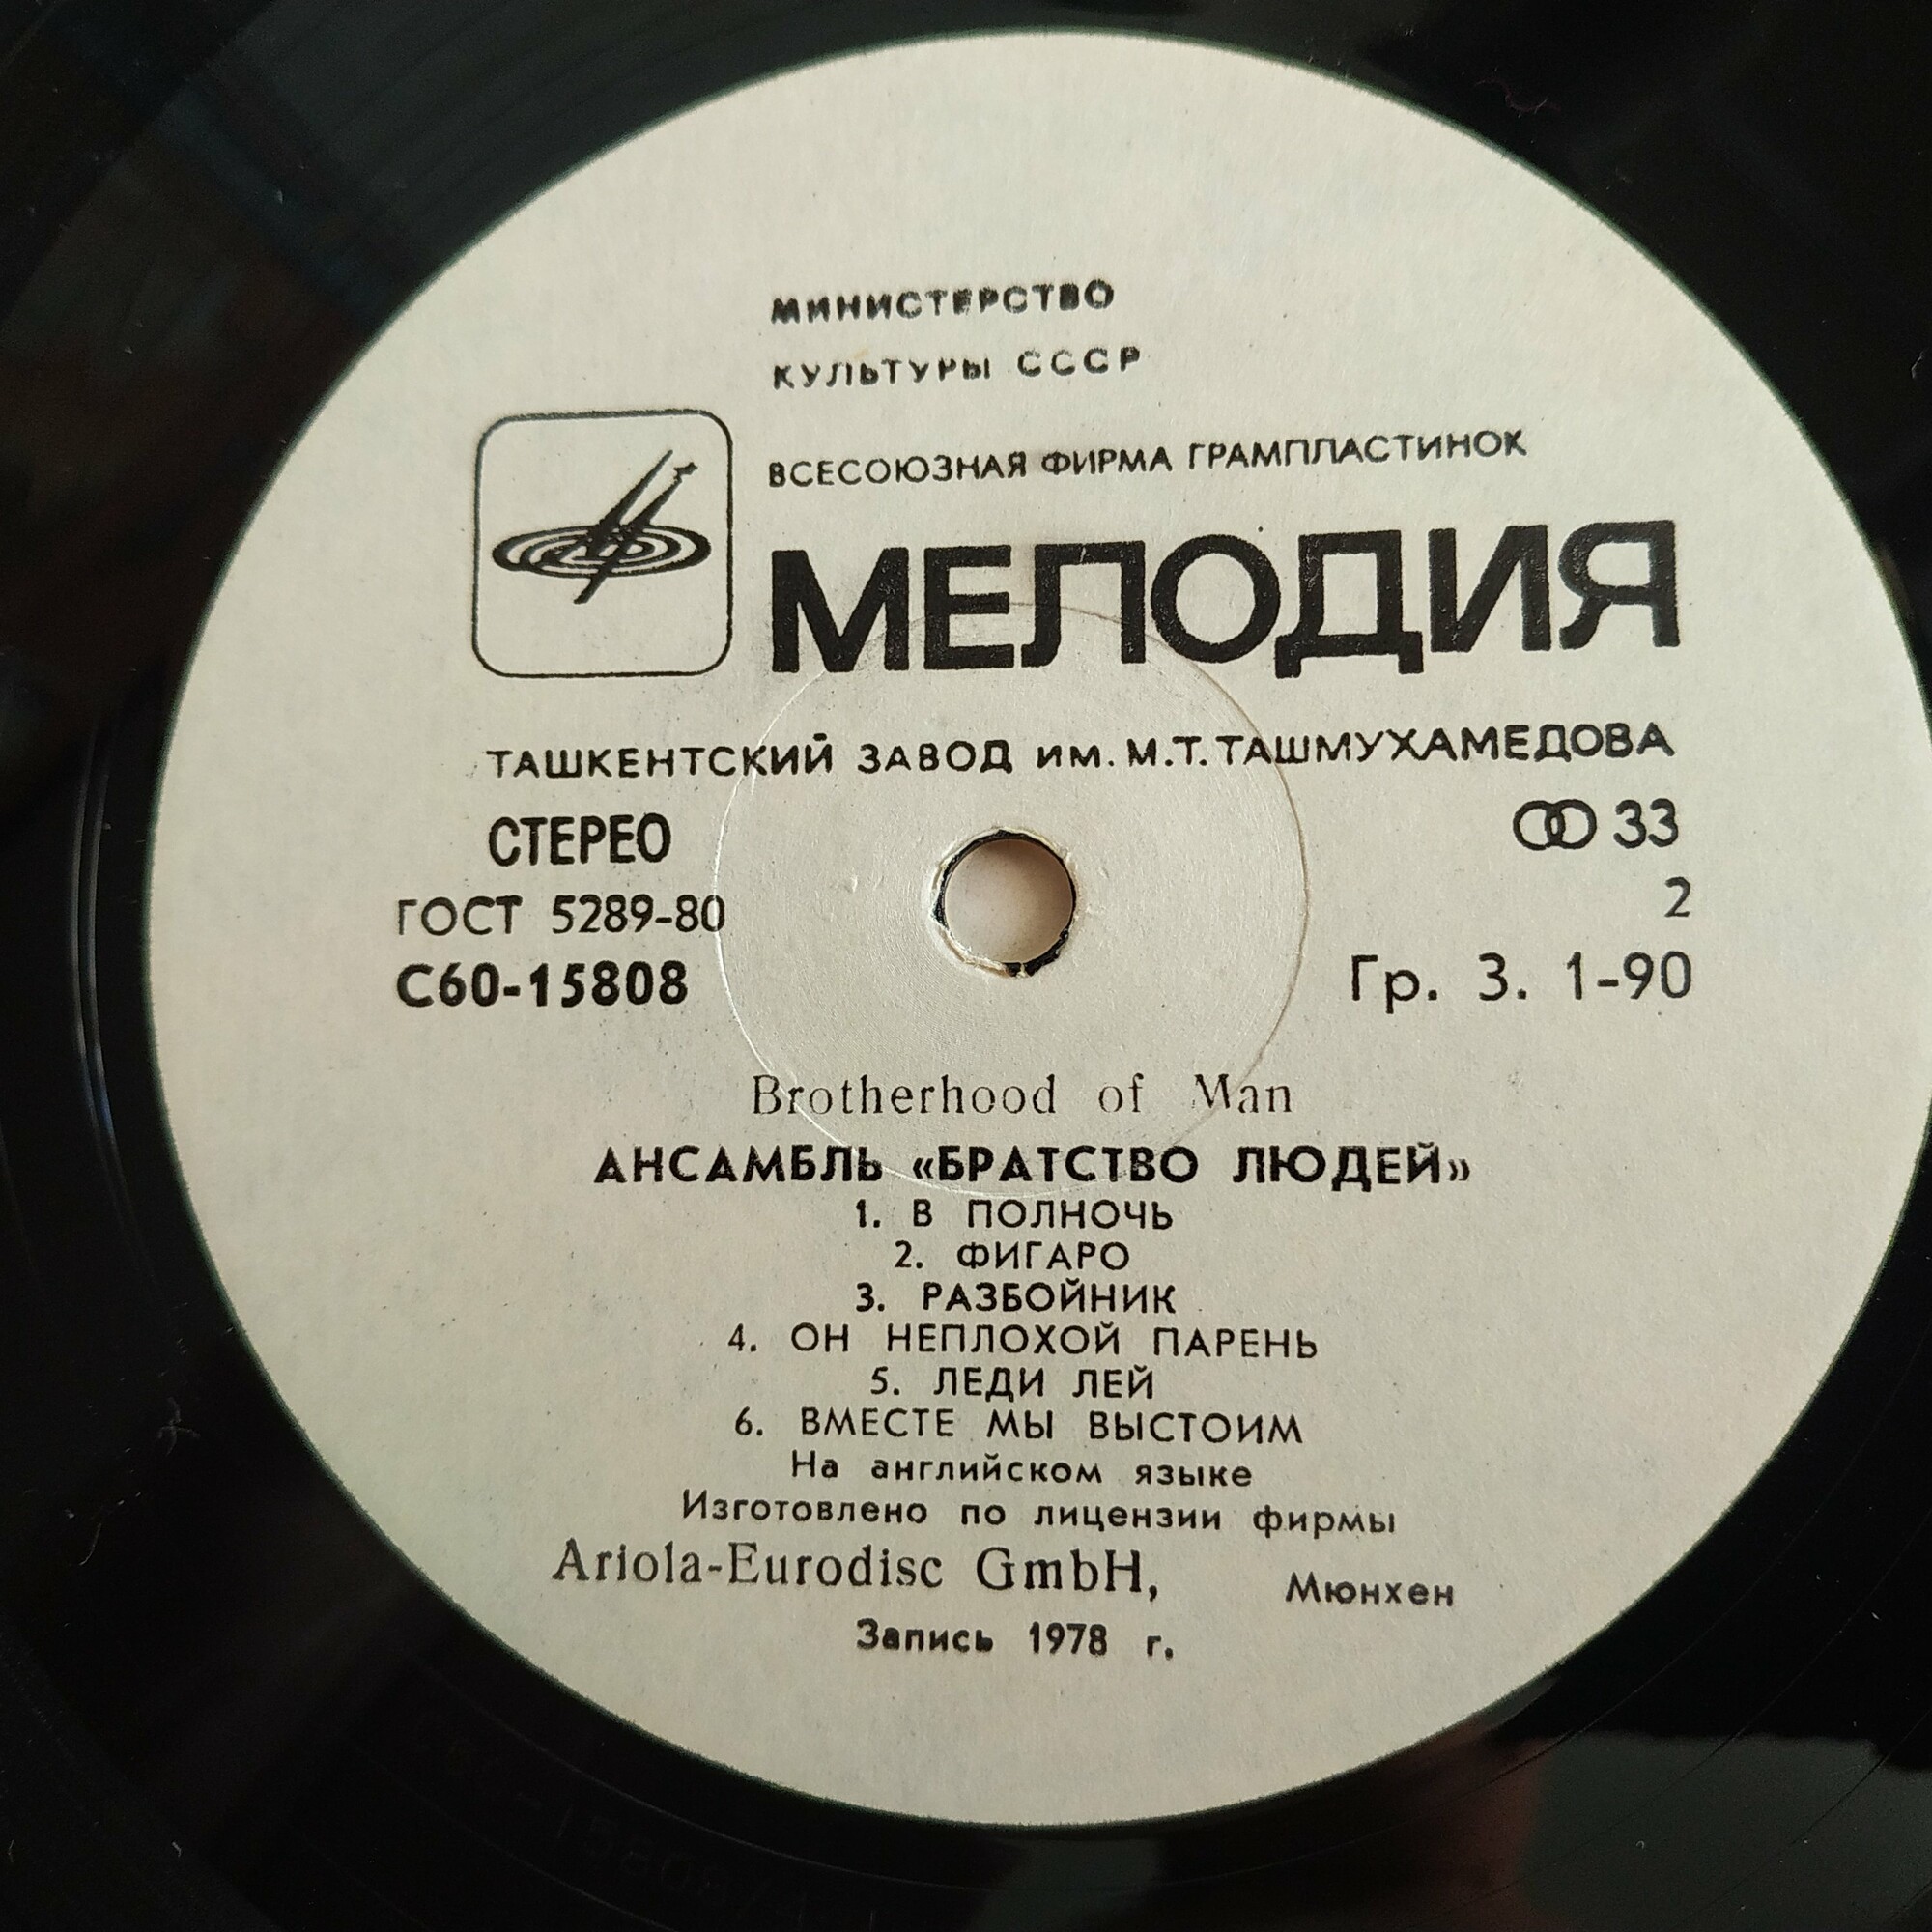 МИНИСТЕРСТВО
КУЛЬТУРЫ СССР
ВСЕСОЮЗНАЯ ФИРМА ГРАМПЛАСТИНОК
МЕЛОДИЯ
ТАШКЕНТСКИЙ ЗАВОД ИМ. М.Т. ТАШМУХАМЕДОВА
СТЕРЕО
33
ГОСТ 5289-80
2
С60-15808
Гр. 3. 1-90
Brotherhood of Man
АНСАМБЛЬ «БРАТСТВО ЛЮДЕЙ»
1. В ПОЛНОЧЬ
2. ФИГАРО
3. РАЗБОЙНИК
4. ОН НЕПЛОХОЙ ПАРЕНЬ
5. ЛЕДИ ЛЕЙ
6. ВМЕСТЕ МЫ ВЫСТОИМ
На английском языке
Изготовлено по лицензии фирмы
Ariola-Eurodisc GmbH, Мюнхен
Запись 1978 г.